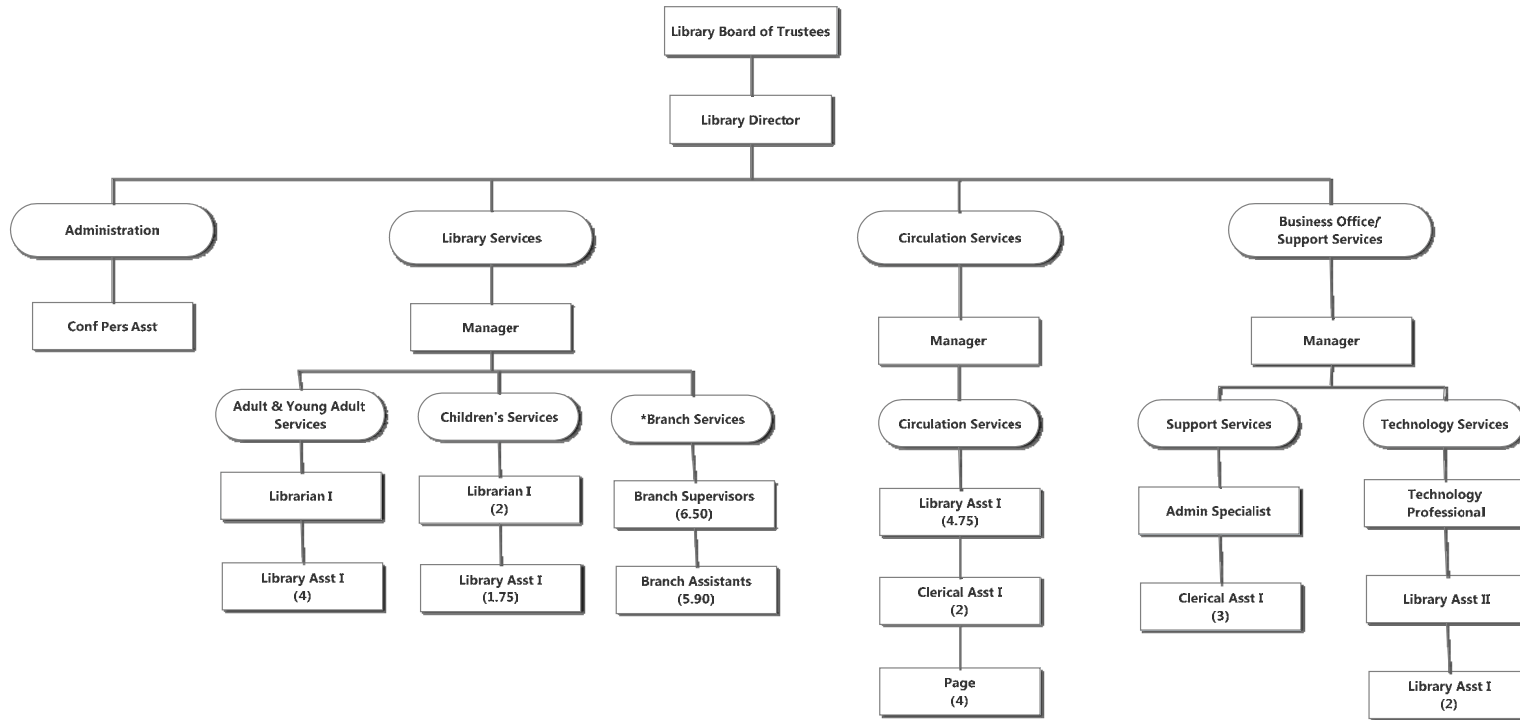 Library Board of Trustees
Library Director
Administration
Library Services
Circulation Services
Business Office/
Support Services
Conf Pers Asst
Manager
Manager
Manager
Adult & Young Adult
Services
Children's Services
*Branch Services
Circulation Services
Support Services
Technology Services
Librarian I
Librarian I
(2)
Branch Supervisors
(6.50)
Library Asst I
(4.75)
Admin Specialist
Technology
Professional
Library Asst I
(4)
Library Asst I
(1.75)
Branch Assistants
(5.90)
Clerical Asst I
(2)
Clerical Asst I
(3)
Library Asst II
Page
(4)
Library Asst I
(2)